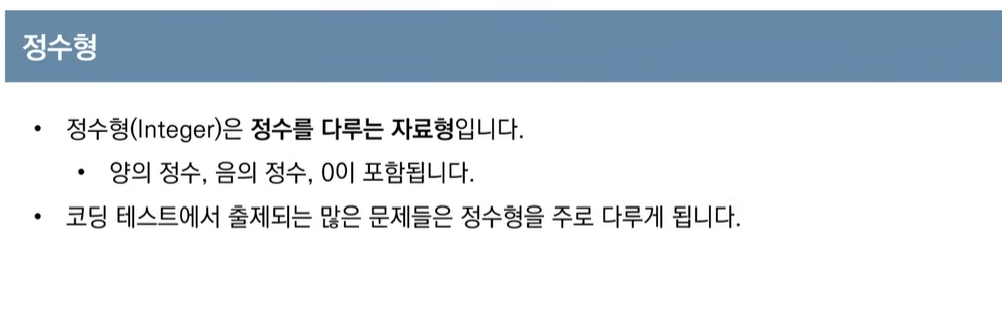 정수형
• 정수형(Integer)은 정수를 다루는 자료형입니다.
• 양의 정수, 음의 정수, 0이 포함됩니다.
• 코딩 테스트에서 출제되는 많은 문제들은 정수형을 주로 다루게 됩니다.